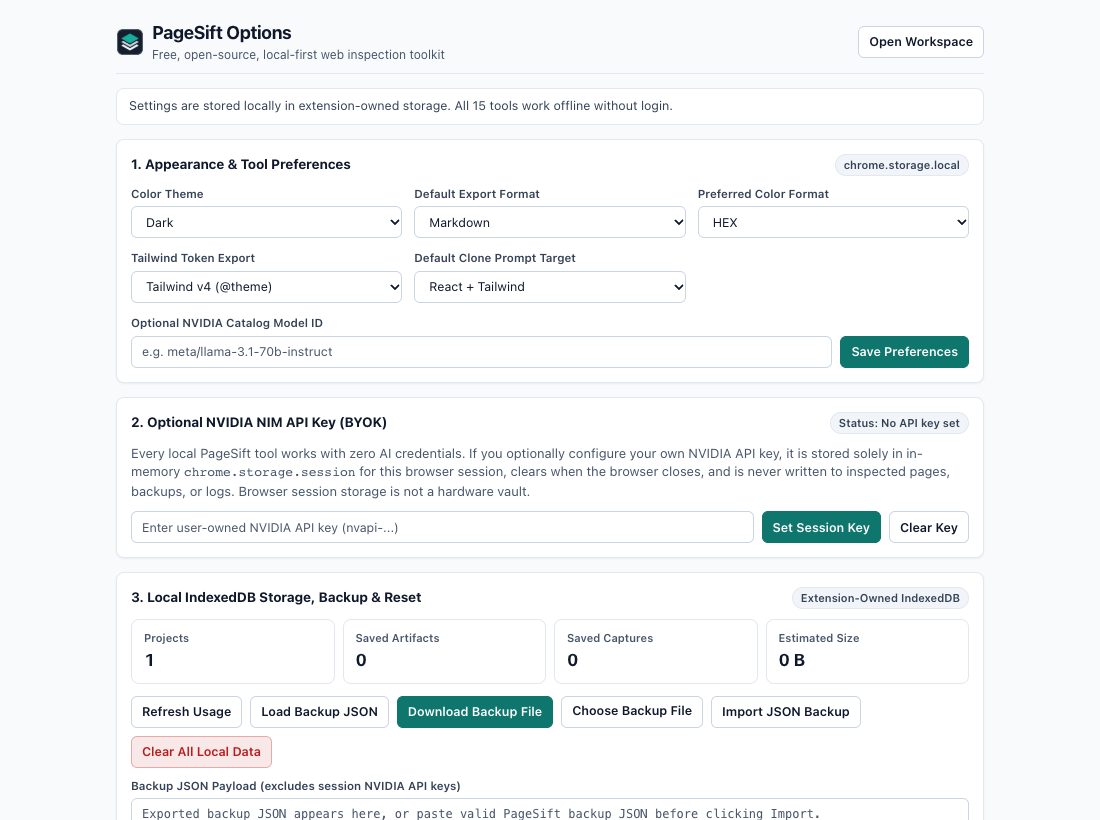 PageSift Options
Free, open-source, local-first web inspection toolkit
Open Workspace
Settings are stored locally in extension-owned storage. All 15 tools work offline without login.
1. Appearance & Tool Preferences
chrome.storage.local
Color Theme
Default Export Format
Preferred Color Format
Dark
Markdown
HEX
Tailwind Token Export
Default Clone Prompt Target
Tailwind v4 (@theme)
React + Tailwind
Optional NVIDIA Catalog Model ID
e.g. meta/llama-3.1-70b-instruct
Save Preferences
2. Optional NVIDIA NIM API Key (BYOK)
Status: No API key set
Every local PageSift tool works with zero AI credentials. If you optionally configure your own NVIDIA API key, it is stored solely in in-
memory chrome.storage.session for this browser session, clears when the browser closes, and is never written to inspected pages,
backups, or logs. Browser session storage is not a hardware vault.
Enter user-owned NVIDIA API key (nvapi-...)
Set Session Key
Clear Key
3. Local IndexedDB Storage, Backup & Reset
Extension-Owned IndexedDB
Projects
Saved Artifacts
Saved Captures
Estimated Size
1
0
0
0 B
Refresh Usage
Load Backup JSON
Download Backup File
Choose Backup File
Import JSON Backup
Clear All Local Data
Backup JSON Payload (excludes session NVIDIA API keys)
Exported backup JSON appears here, or paste valid PageSift backup JSON before clicking Import.